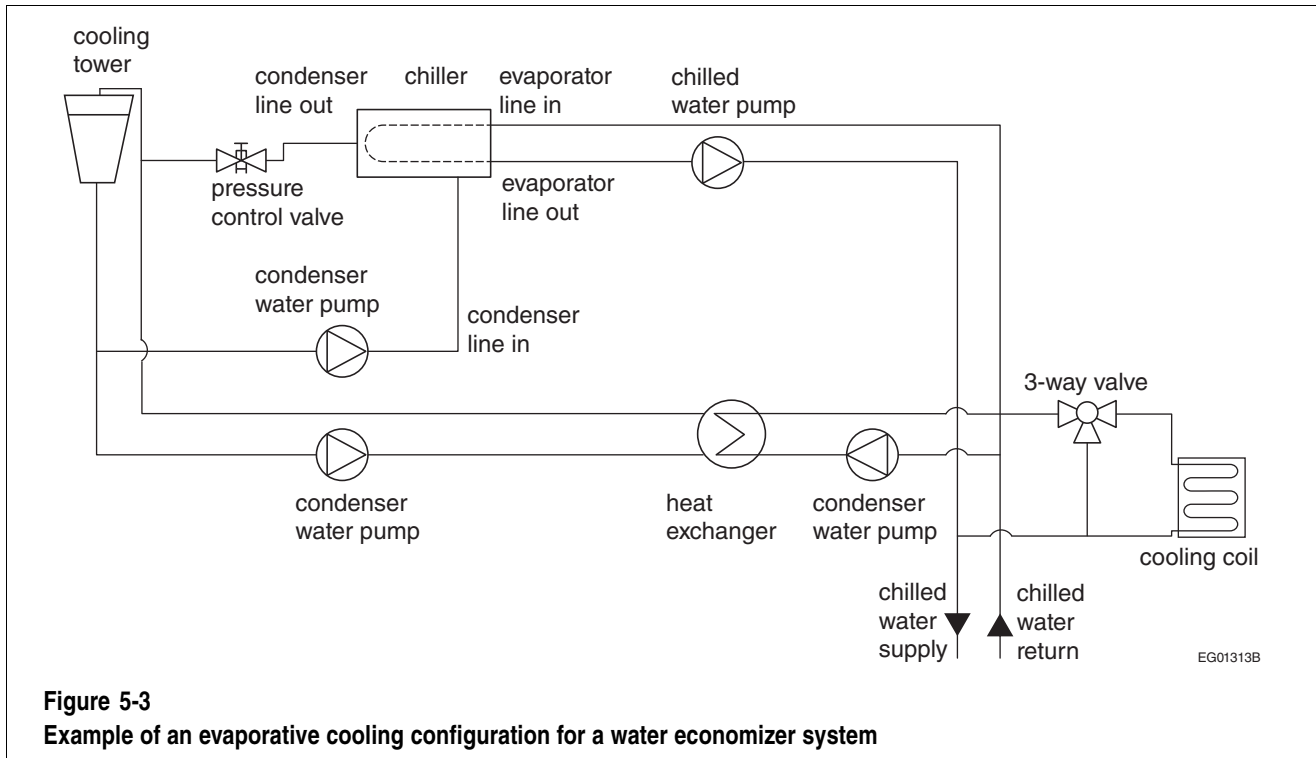 cooling
tower
condenser
line out
chiller
evaporator
line in
chilled
water pump
pressure
control valve
evaporator
line out
condenser
water pump
condenser
line in
3-way valve
condenser
water pump
heat
exchanger
condenser
water pump
cooling coil
chilled
water
supply
chilled
water
return
EG01313B
Figure 5-3
Example of an evaporative cooling configuration for a water economizer system